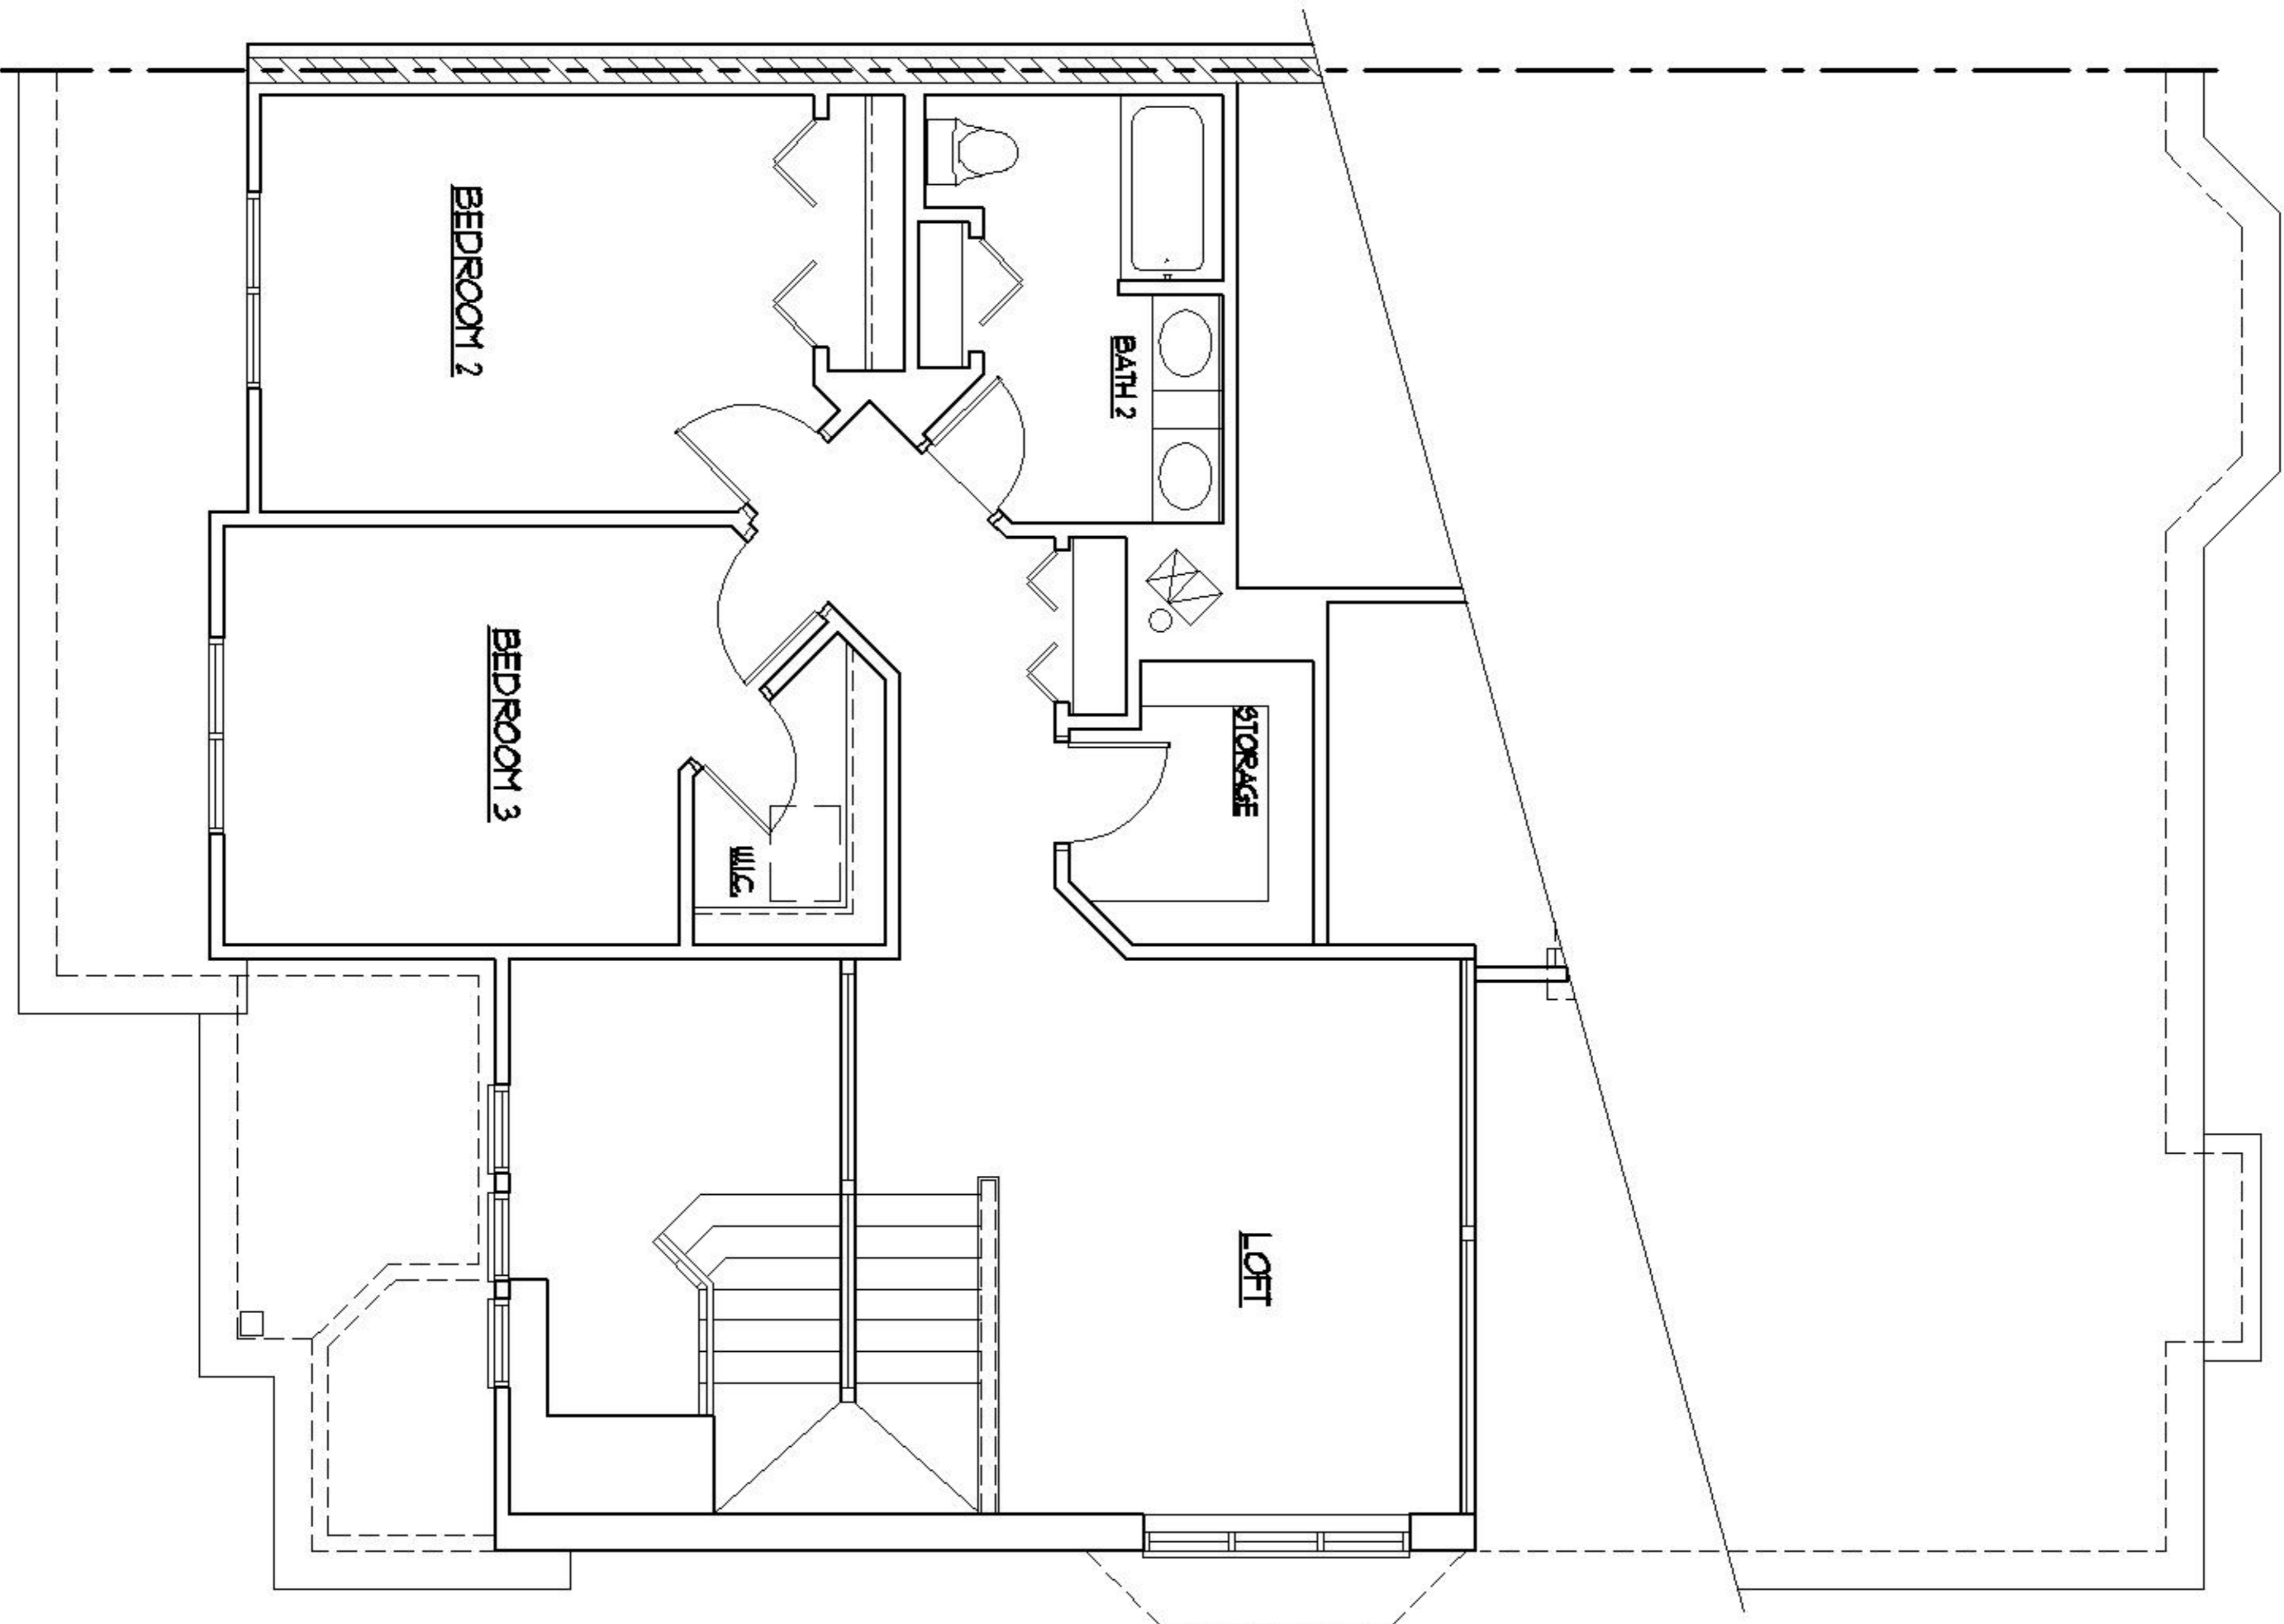 BEDROOM 2
BATH 2
BEDROOM 3
STORAGE
W.I.C.
LOFT